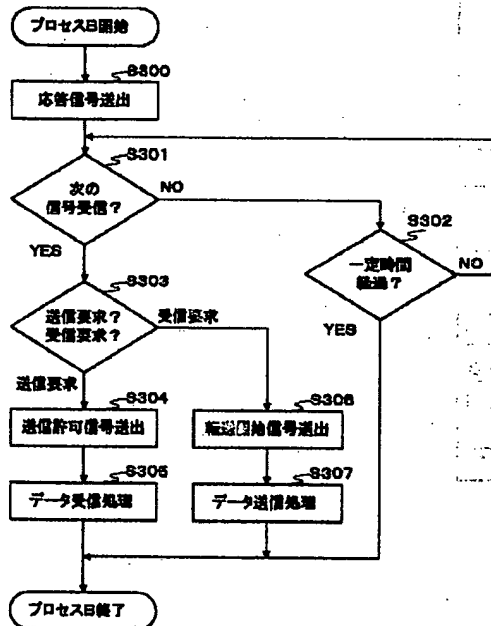 プロセスB開始
S300
応答信号送出
S301
次の
信号受信？
NO
S302
一定時間
経過？
NO
YES
YES
S303
送信要求？
受信要求？
受信要求
送信要求
S304
送信許可信号送出
S306
転送開始信号送出
S305
データ受信処理
S307
データ送信処理
プロセスB終了